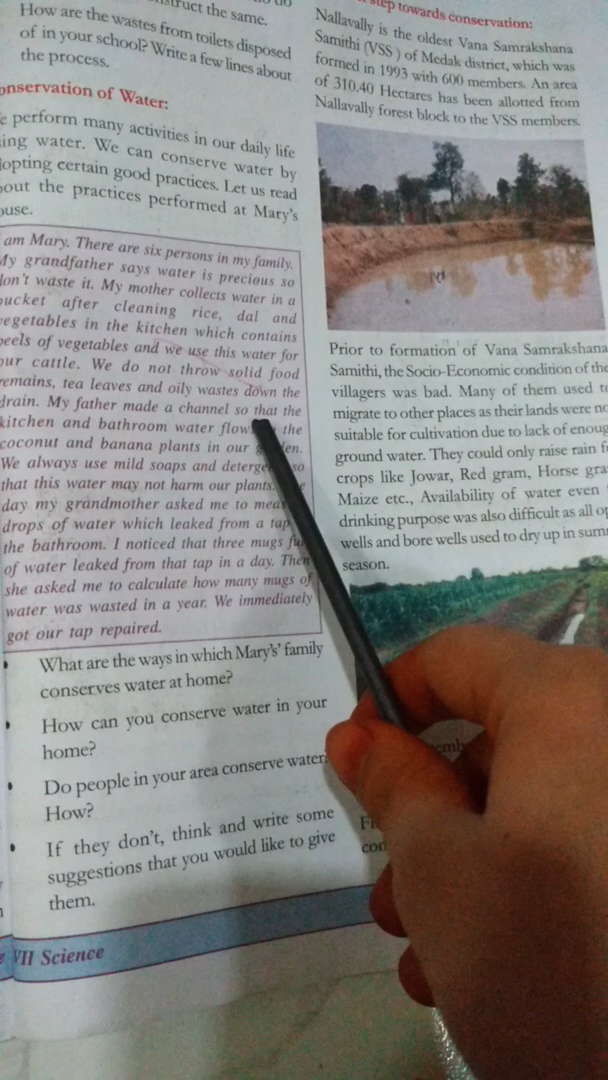 the same.
How are the wastes from toilets disposed
of in your school? Write a few lines about
the process.
onservation of Water:
e perform many activities in our daily life
ing water. We can conserve water by
lopting certain good practices. Let us read
out the practices performed at Mary's
ouse.
am Mary. There are six persons in my family.
My grandfather says water is precious so
don't waste it. My mother collects water in a
bucket after cleaning rice, dal and
vegetables in the kitchen which contains
peels of vegetables and we use this water for
our cattle. We do not throw solid food
remains, tea leaves and oily wastes down the
drain. My father made a channel so that the
kitchen and bathroom water flow the
coconut and banana plants in our
We always use mild soaps and deterge so
that this water may not harm our plants.
day my grandmother asked me to meas
drops of water which leaked from a tap
the bathroom. I noticed that three mugs fu
of water leaked from that tap in a day. Then
she asked me to calculate how many mugs of
water was wasted in a year. We immediately
got our tap repaired.
• What are the ways in which Mary's' family
conserves water at home?
• How can you conserve water in your
home?
• Do people in your area conserve water.
How?
• If they don't, think and write some
suggestions that you would like to give
them.
VII Science
step towards conservation:
Nallavally is the oldest Vana Samrakshana
Samithi (VSS ) of Medak district, which was
formed in 1993 with 600 members. An area
of 310.40 Hectares has been allotted from
Nallavally forest block to the VSS members.
Prior to formation of Vana Samrakshana
Samithi, the Socio-Economic condition of the
villagers was bad. Many of them used t
migrate to other places as their lands were no
suitable for cultivation due to lack of enoug
ground water. They could only raise rain f
crops like Jowar, Red gram, Horse gra
Maize etc., Availability of water even
drinking purpose was also difficult as all op
wells and bore wells used to dry up in sum
season.